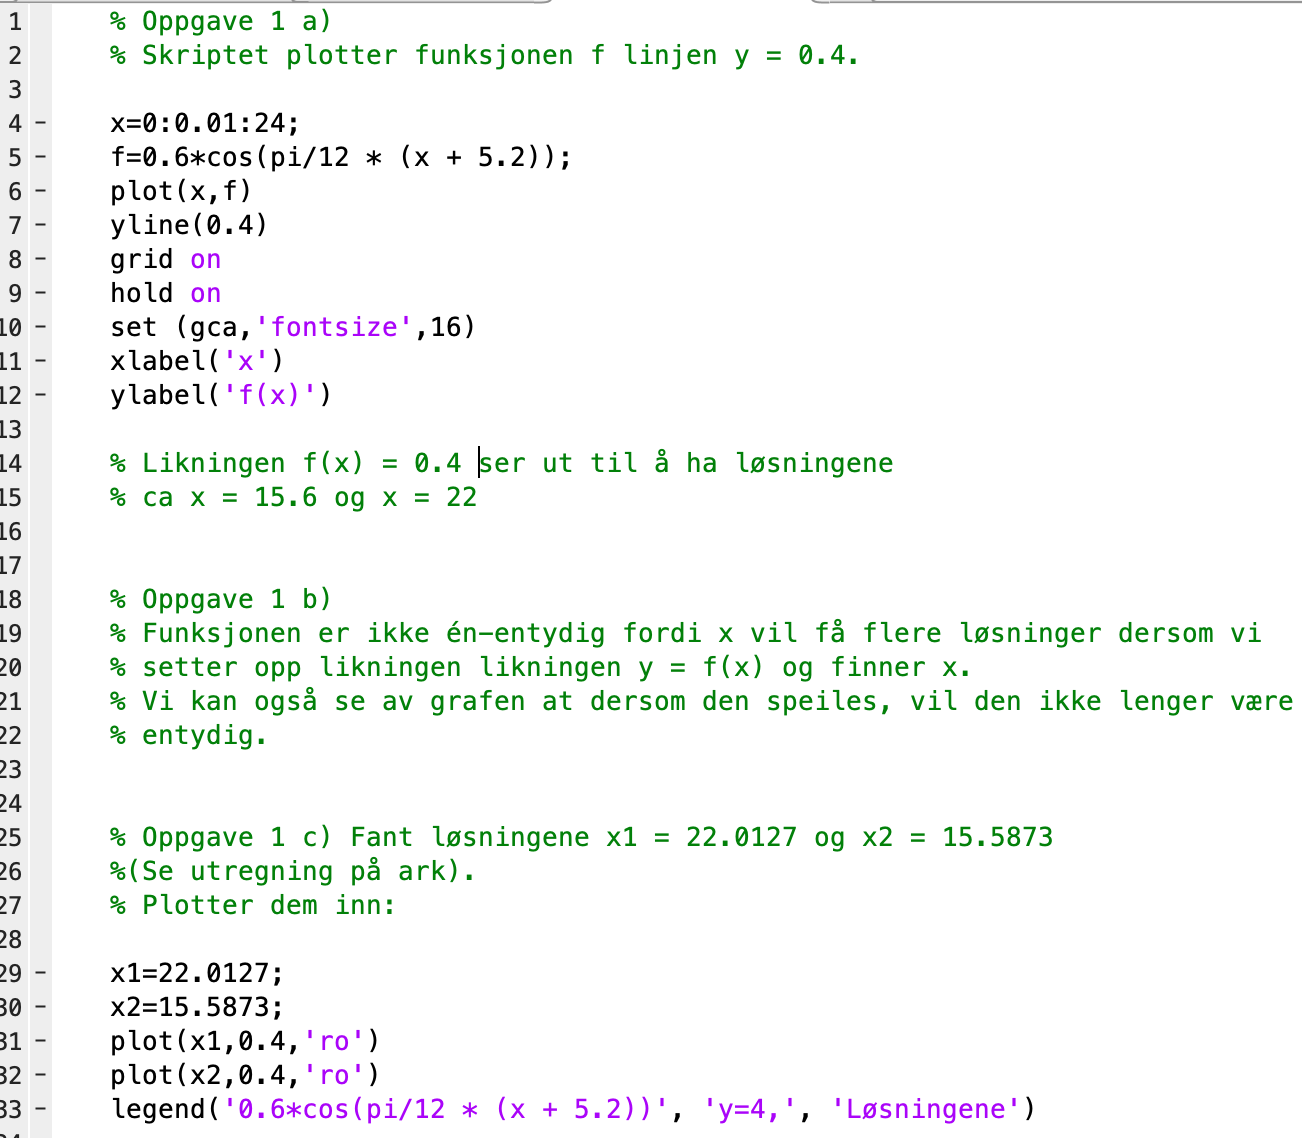 1 % Oppgave 1 a)
2 % Skriptet plotter funksjonen f linjen y = 0.4.
3
4 - x=0:0.01:24;
5 - f=0.6*cos(pi/12 * (x + 5.2));
6 - plot(x,f)
7 - yline(0.4)
8 - grid on
9 - hold on
10 - set (gca,'fontsize',16)
11 - xlabel('x')
12 - ylabel('f(x)')
13
14 % Likningen f(x) = 0.4 ser ut til å ha løsningene
15 % ca x = 15.6 og x = 22
16
17
18 % Oppgave 1 b)
19 % Funksjonen er ikke én-entydig fordi x vil få flere løsninger dersom vi
20 % setter opp likningen likningen y = f(x) og finner x.
21 % Vi kan også se av grafen at dersom den speiles, vil den ikke lenger være
22 % entydig.
23
24
25 % Oppgave 1 c) Fant løsningene x1 = 22.0127 og x2 = 15.5873
26 %(Se utregning på ark).
27 % Plotter dem inn:
28
29 - x1=22.0127;
30 - x2=15.5873;
31 - plot(x1,0.4,'ro')
32 - plot(x2,0.4,'ro')
33 - legend('0.6*cos(pi/12 * (x + 5.2))', 'y=4,', 'Løsningene')